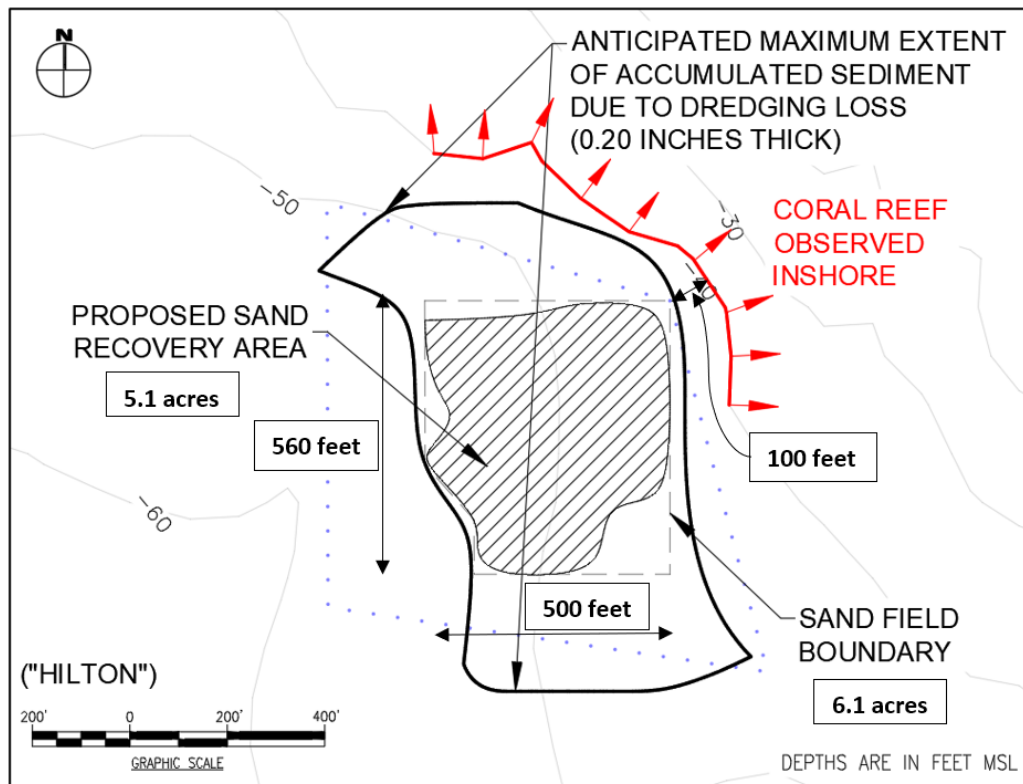 N
ANTICIPATED MAXIMUM EXTENT
OF ACCUMULATED SEDIMENT
DUE TO DREDGING LOSS
(0.20 INCHES THICK)
-50
-30
CORAL REEF
OBSERVED
INSHORE
-40
PROPOSED SAND
RECOVERY AREA
5.1 acres
560 feet
100 feet
-60
500 feet
SAND FIELD
BOUNDARY
6.1 acres
("HILTON")
200' 0 200' 400'
GRAPHIC SCALE
DEPTHS ARE IN FEET MSL